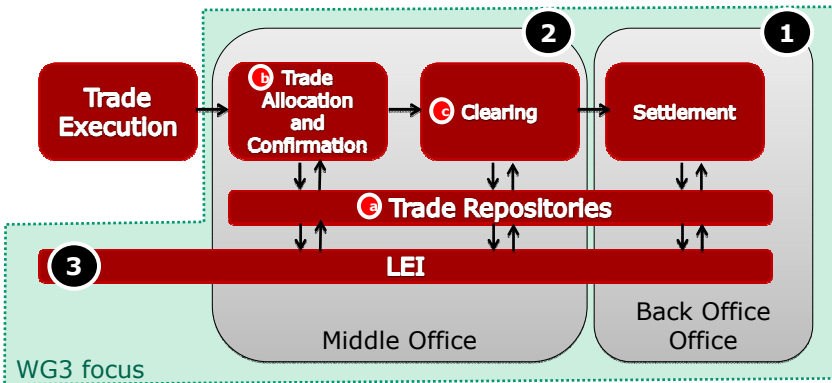 2
1
Trade
Execution
b Trade
Allocation
and
Confirmation
c Clearing
Settlement
a Trade Repositories
3
LEI
Middle Office
Back Office
Office
WG3 focus